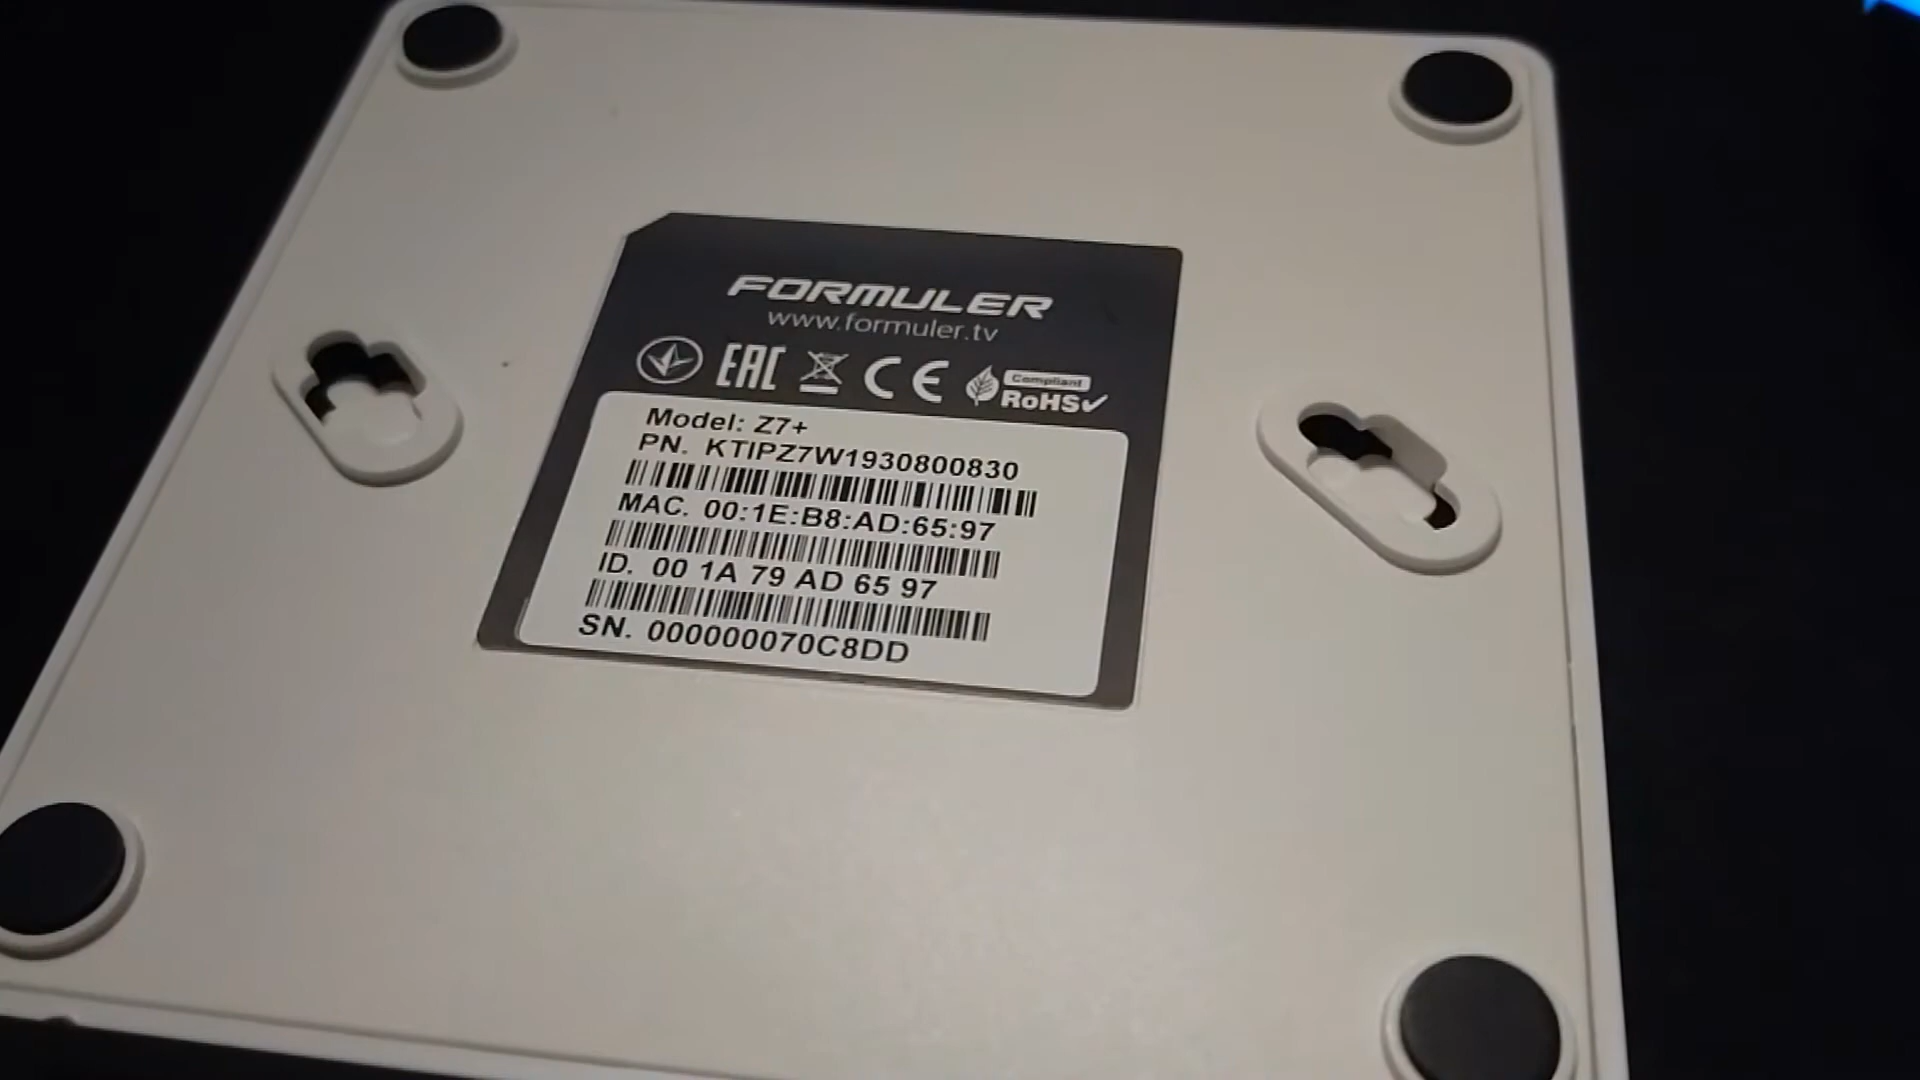 FORMULER
www.formuler.tv
EAC CE Compliant
RoHS
Model: Z7+
PN. KTIPZ7W1930800830
MAC. 00:1E:B8:AD:65:97
ID. 00 1A 79 AD 65 97
SN. 000000070C8DD